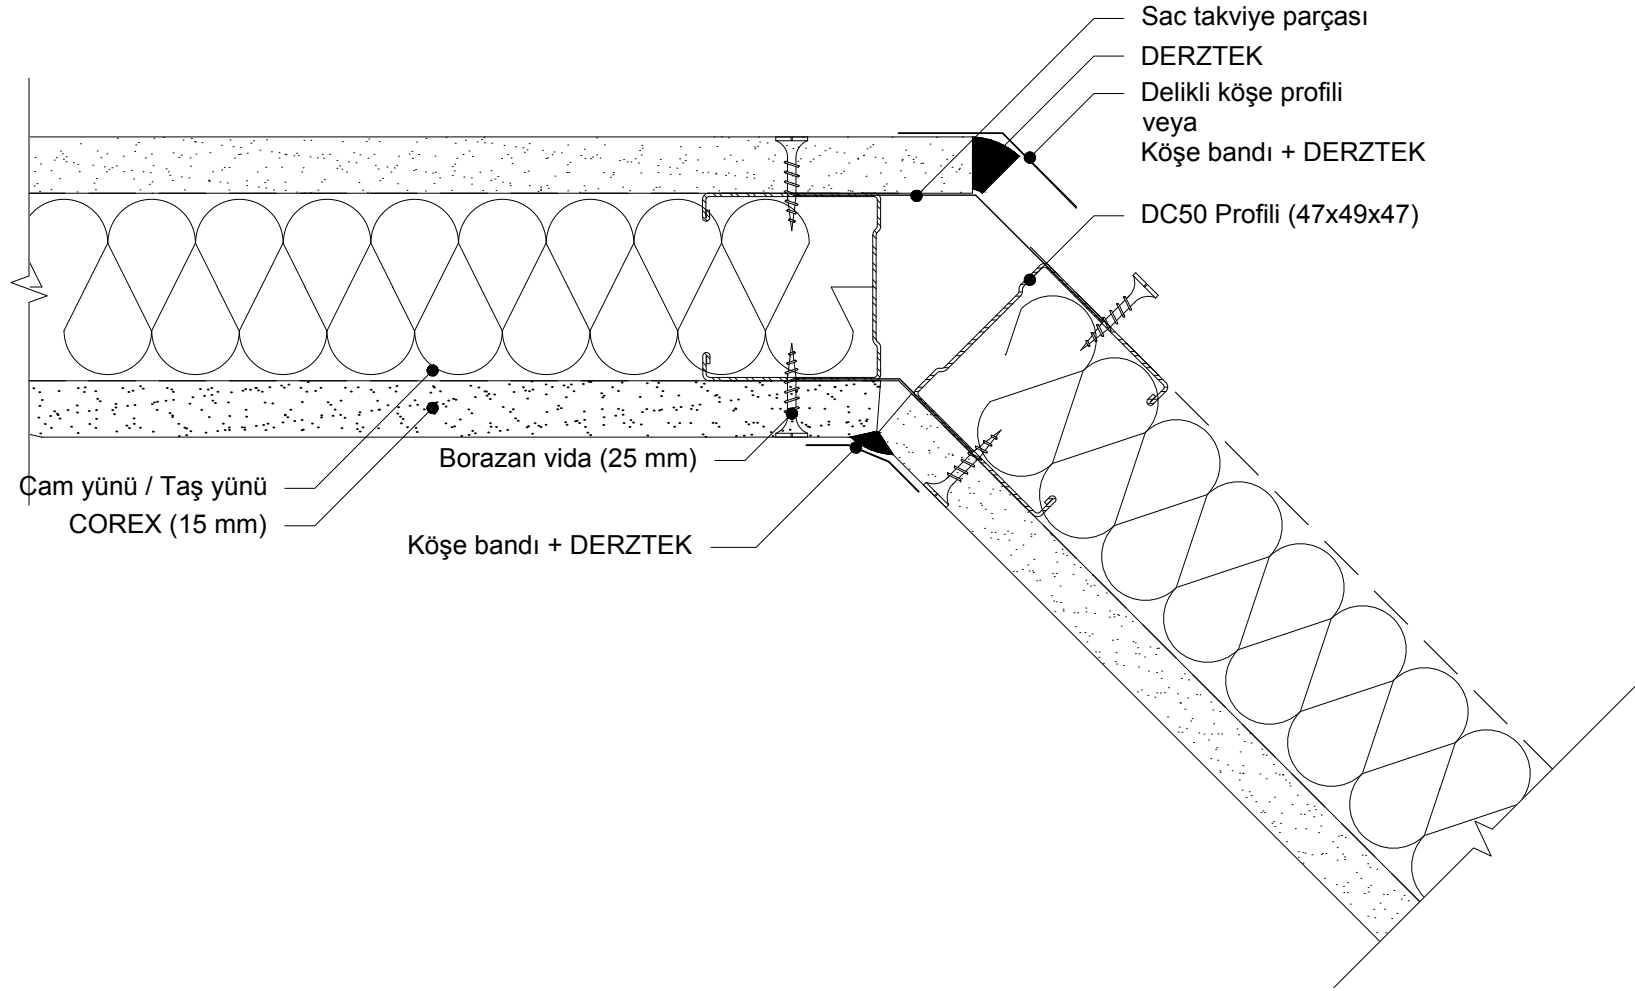 Sac takviye parçası
DERZTEK
Delikli köşe profili
veya
Köşe bandı + DERZTEK
DC50 Profili (47x49x47)
Borazan vida (25 mm)
Cam yünü / Taş yünü
COREX (15 mm)
Köşe bandı + DERZTEK